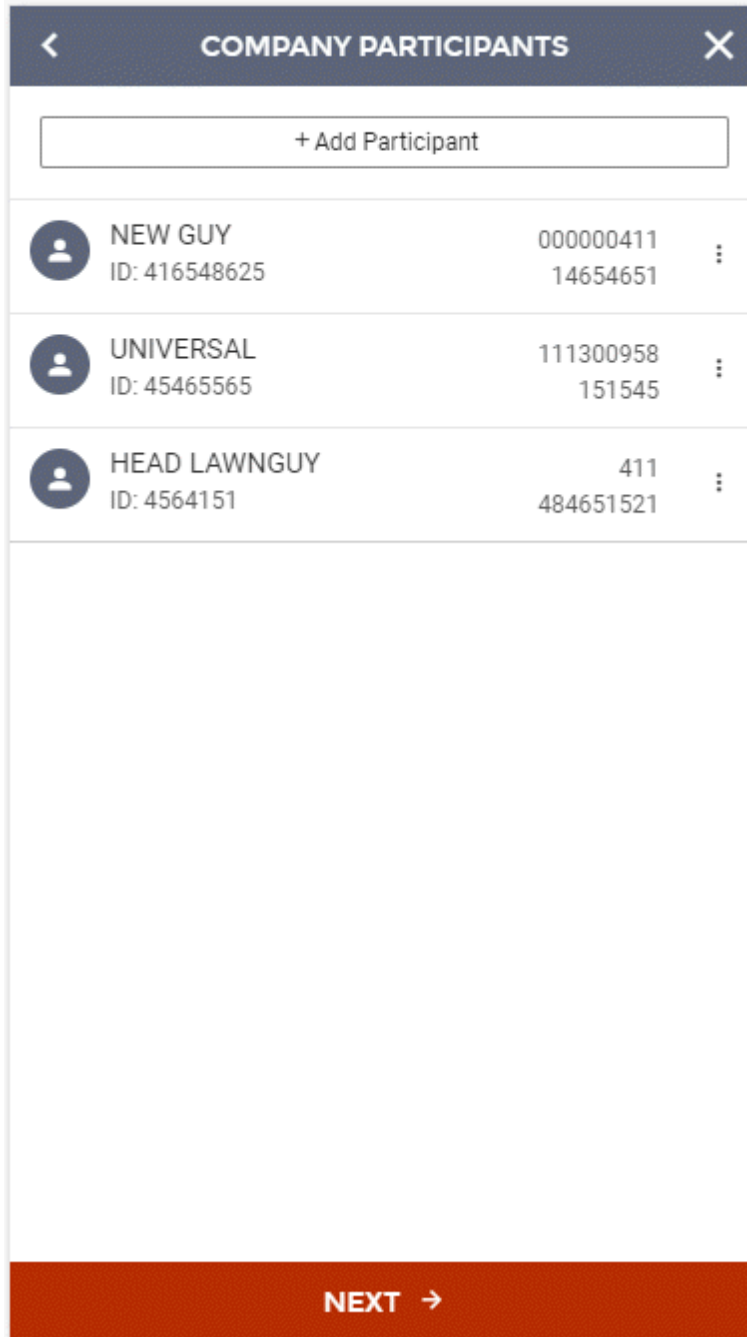 COMPANY PARTICIPANTS
+ Add Participant
NEW GUY
ID: 416548625
000000411
14654651
UNIVERSAL
ID: 45465565
111300958
151545
HEAD LAWNGUY
ID: 4564151
411
484651521
NEXT →